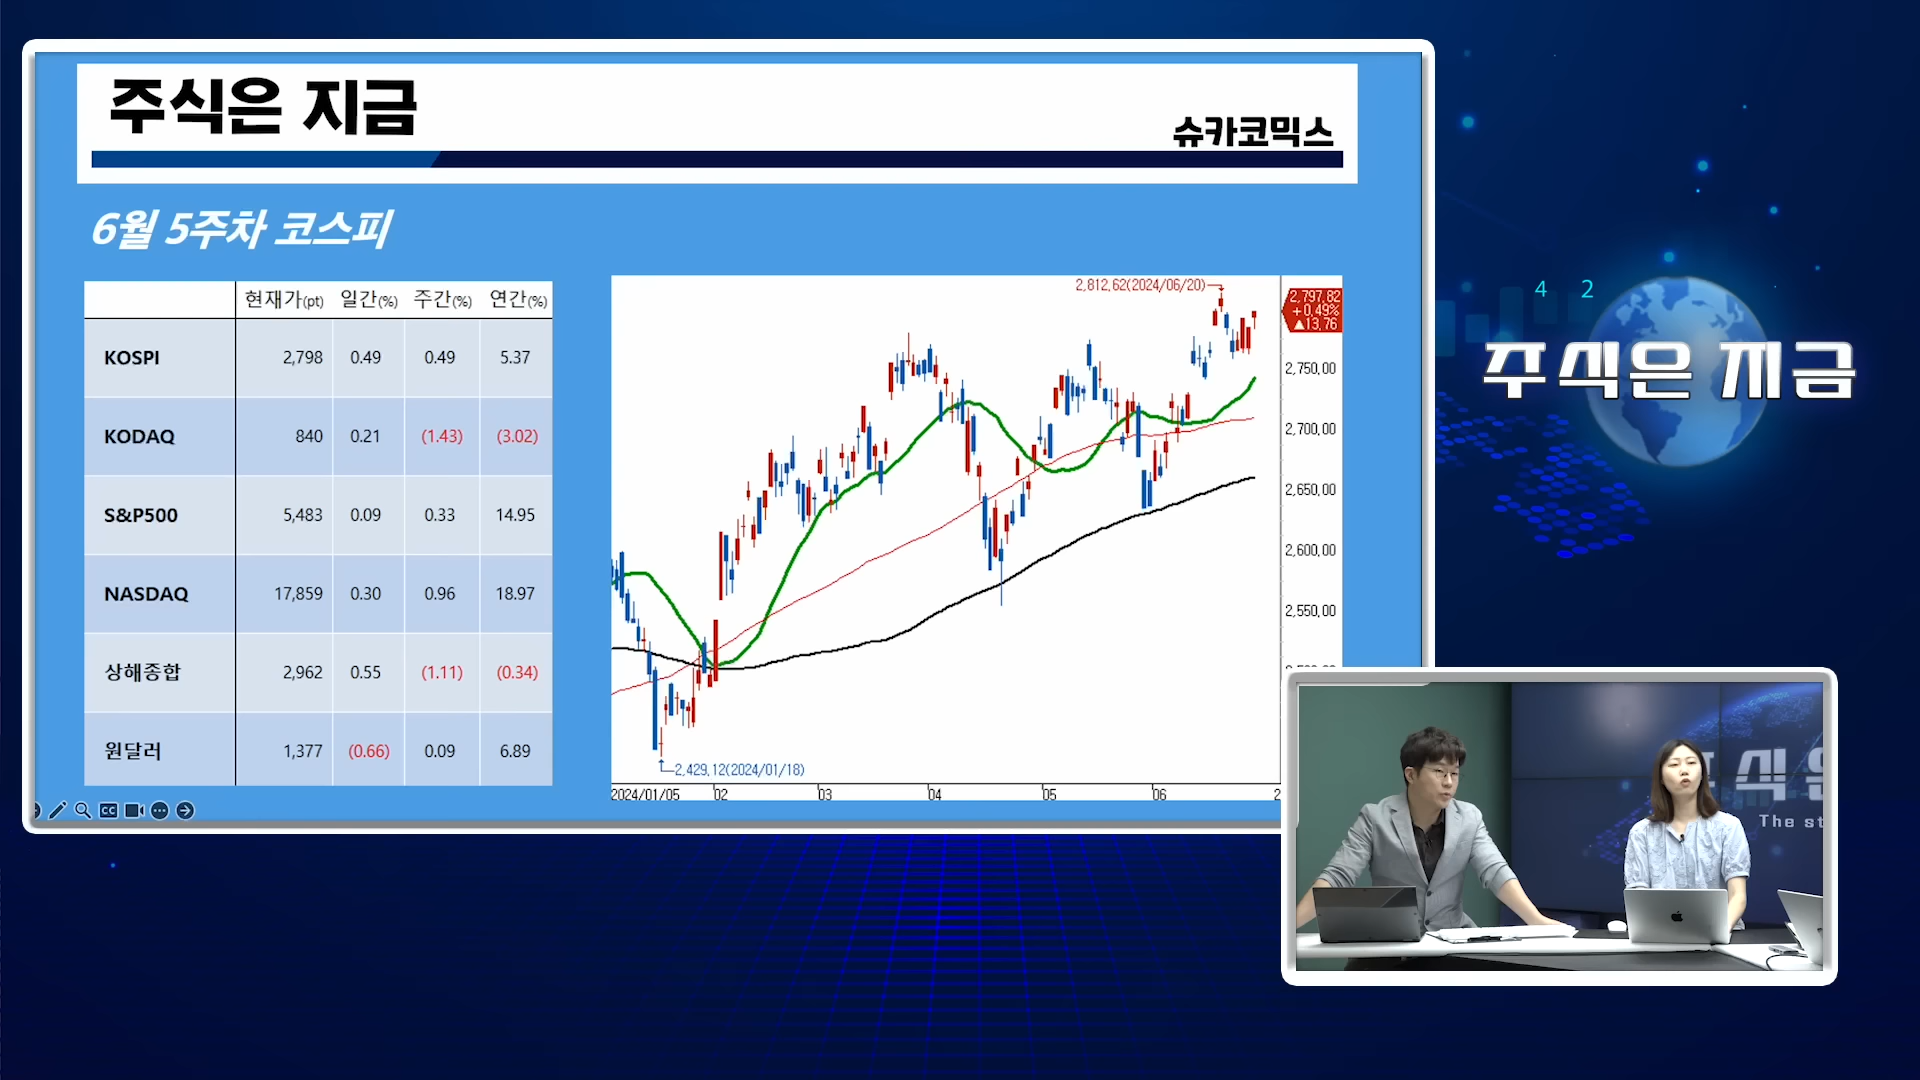 주식은 지금
슈카코믹스
6월 5주차 코스피
현재가(pt) 일간(%) 주간(%) 연간(%)
KOSPI 2,798 0.49 0.49 5.37
KODAQ 840 0.21 (1.43) (3.02)
S&P500 5,483 0.09 0.33 14.95
NASDAQ 17,859 0.30 0.96 18.97
상해종합 2,962 0.55 (1.11) (0.34)
원달러 1,377 (0.66) 0.09 6.89
2,812.62(2024/06/20)
2,797.82
+0.49%
▲13.76
2,750.00
2,700.00
2,650.00
2,600.00
2,550.00
2,429.12(2024/01/18)
2024/01/05 02 03 04 05 06
CC
4 2
주식은 지금
주식은
The st